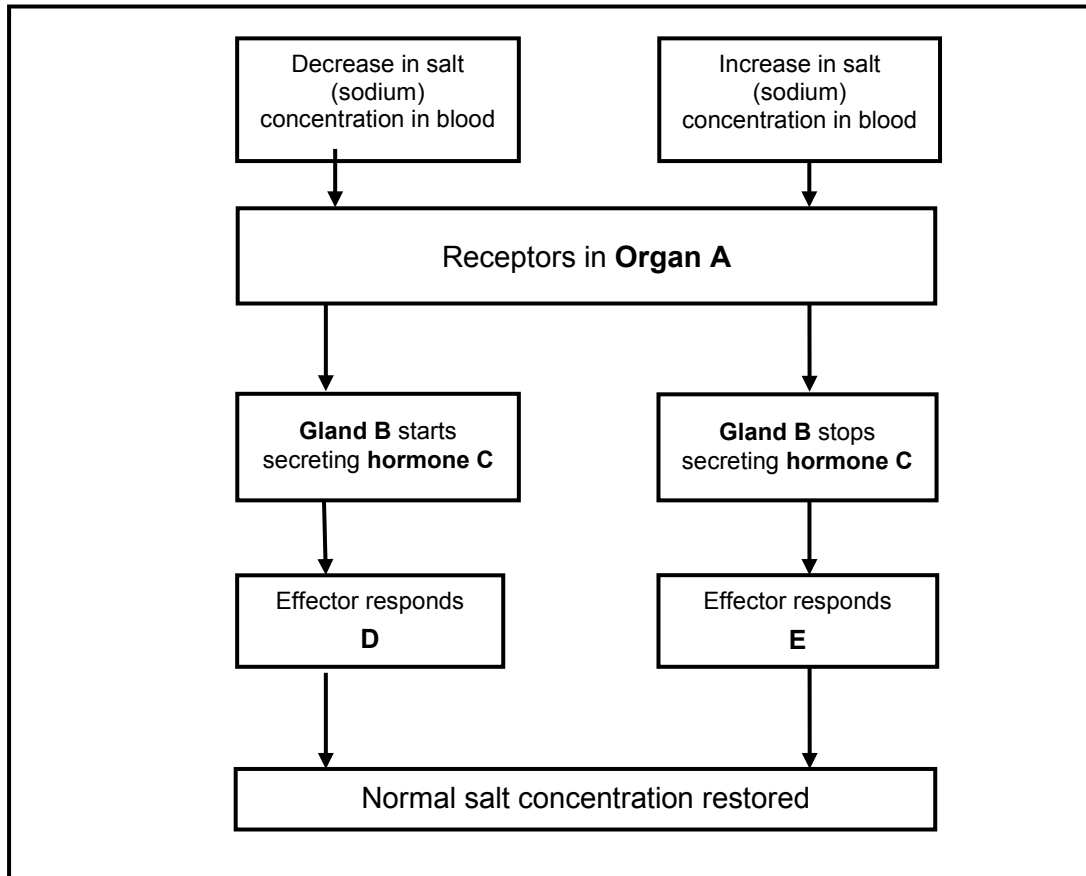 Decrease in salt
(sodium)
concentration in blood
Increase in salt
(sodium)
concentration in blood
Receptors in Organ A
Gland B starts
secreting hormone C
Gland B stops
secreting hormone C
Effector responds
D
Effector responds
E
Normal salt concentration restored